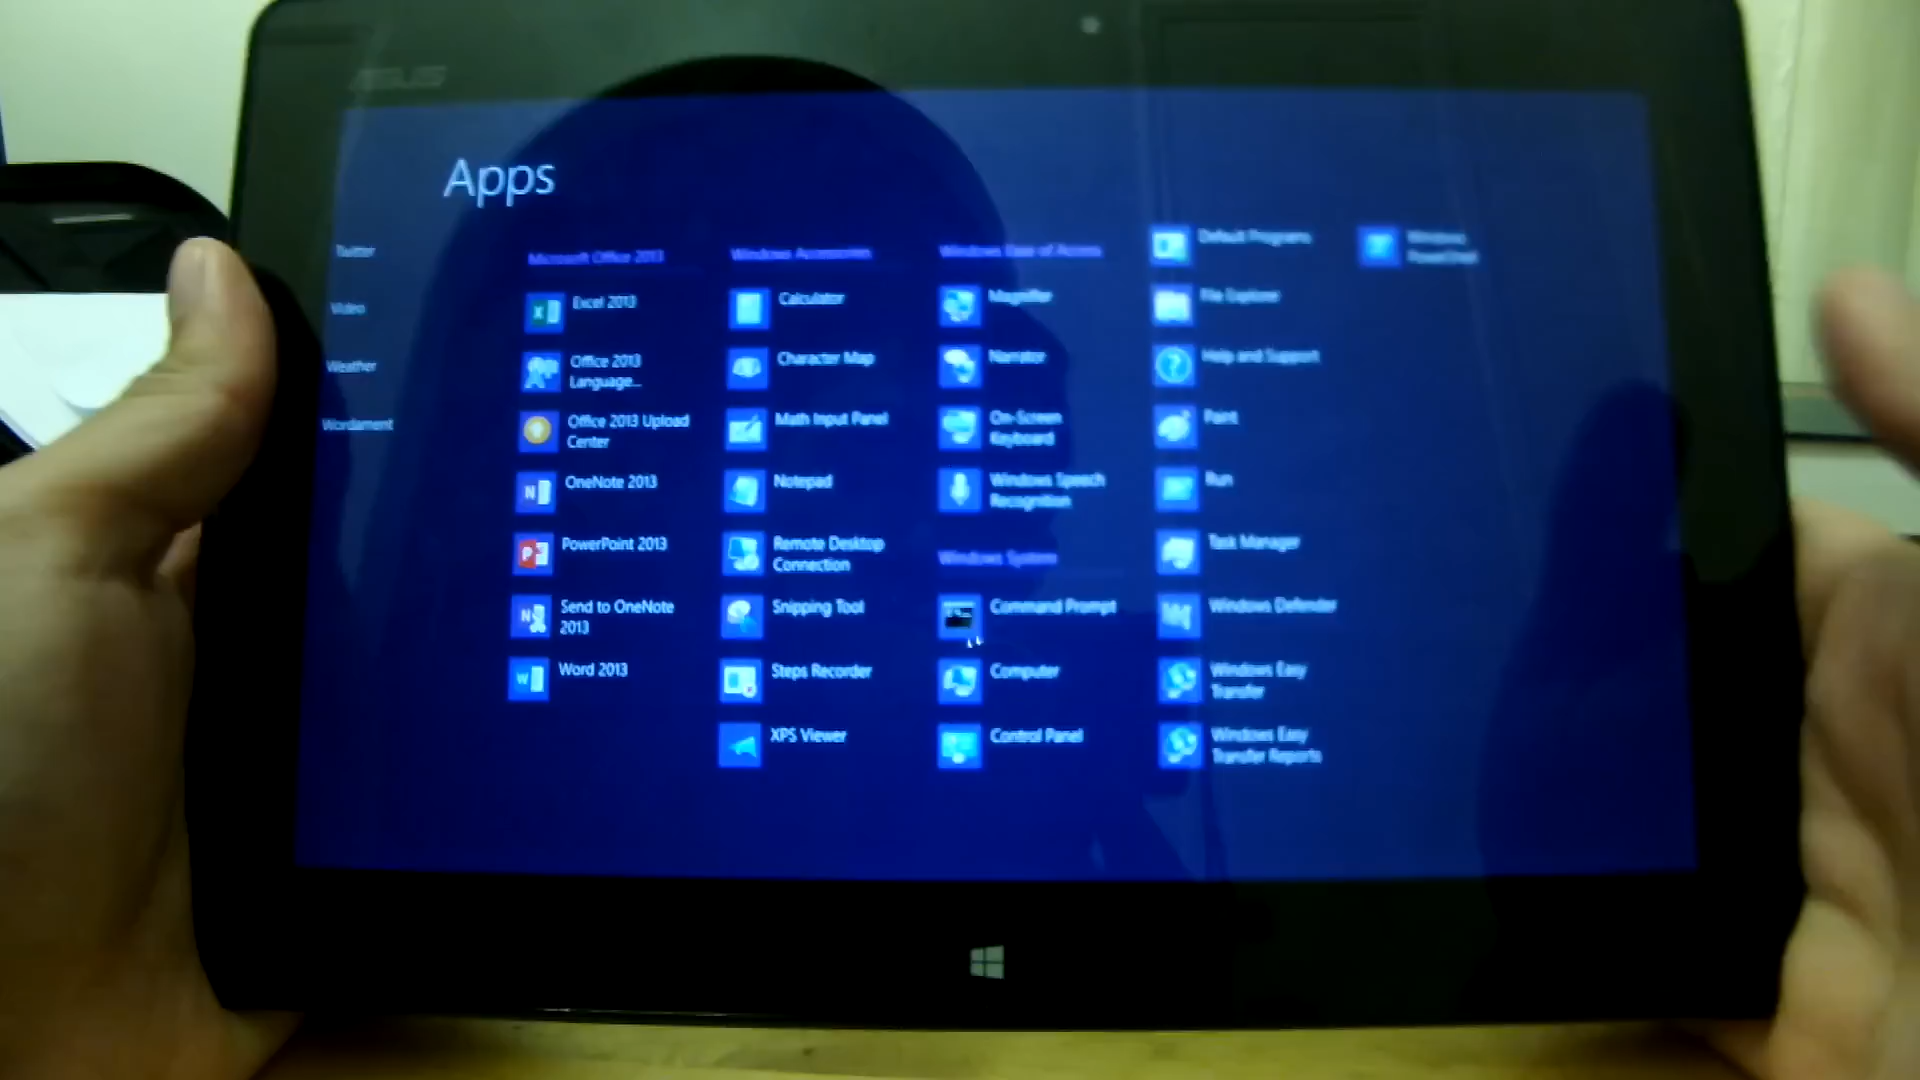 ASUS
Apps
Twitter
Video
Weather
Wordament
Microsoft Office 2013
Excel 2013
Office 2013
Language...
Office 2013 Upload
Center
OneNote 2013
PowerPoint 2013
Send to OneNote
2013
Word 2013
Windows Accessories
Calculator
Character Map
Math Input Panel
Notepad
Remote Desktop
Connection
Snipping Tool
Steps Recorder
XPS Viewer
Windows Ease of Access
Magnifier
Narrator
On-Screen
Keyboard
Windows Speech
Recognition
Windows System
Command Prompt
Computer
Control Panel
Default Programs
File Explorer
Help and Support
Paint
Run
Task Manager
Windows Defender
Windows Easy
Transfer
Windows Easy
Transfer Reports
Windows
PowerShell